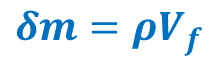 δm = ρV_f